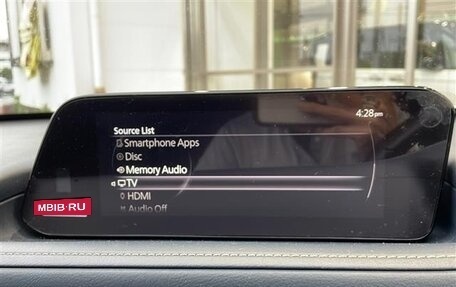 4:28pm
Source List
Smartphone Apps
Disc
Memory Audio
TV
HDMI
Audio Off
MBIB.RU